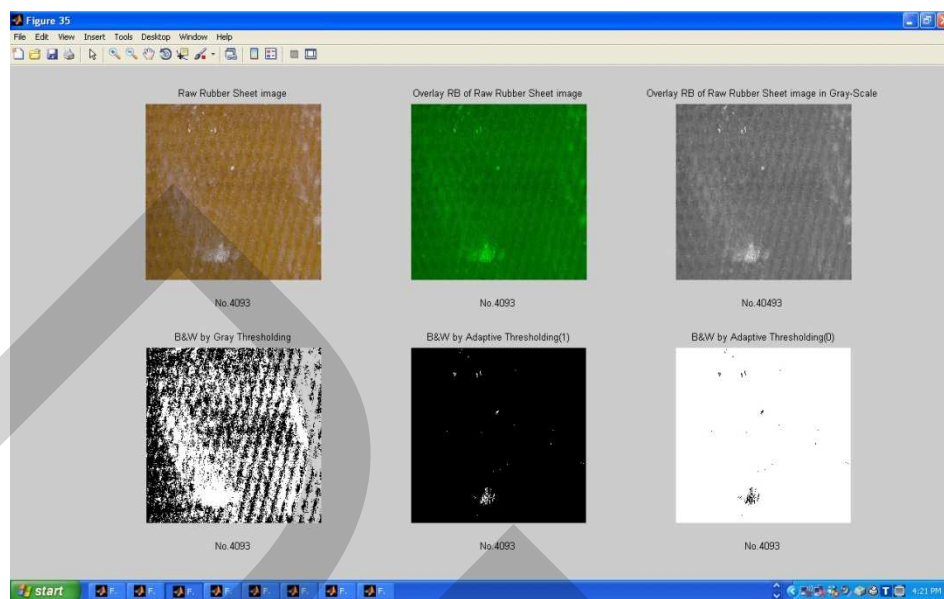 Figure 35
File Edit View Insert Tools Desktop Window Help
Raw Rubber Sheet image
Overlay RB of Raw Rubber Sheet image
Overlay RB of Raw Rubber Sheet image in Gray-Scale
No.4093
No.4093
No.40493
B&W by Gray Thresholding
B&W by Adaptive Thresholding(1)
B&W by Adaptive Thresholding(0)
No.4093
No.4093
No.4093
start F. F. F. F. F. F. F. F. T 4:21 PM